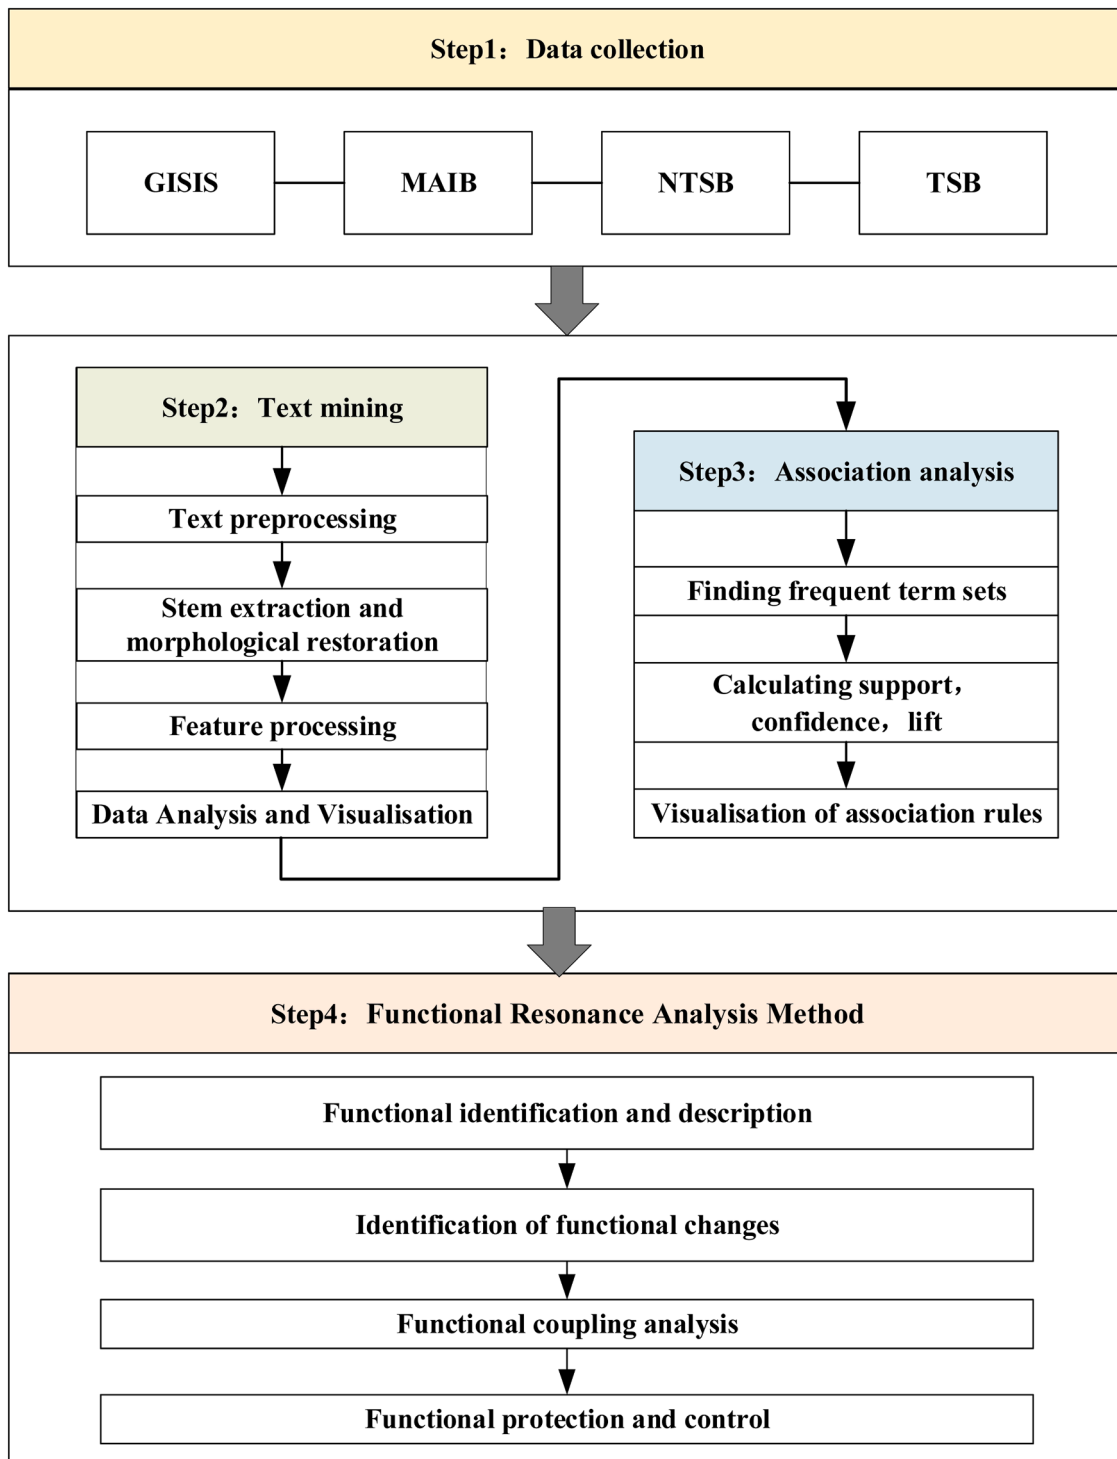 Step1：Data collection
GISIS
MAIB
NTSB
TSB
Step2：Text mining
Text preprocessing
Stem extraction and
morphological restoration
Feature processing
Data Analysis and Visualisation
Step3：Association analysis
Finding frequent term sets
Calculating support，
confidence，lift
Visualisation of association rules
Step4：Functional Resonance Analysis Method
Functional identification and description
Identification of functional changes
Functional coupling analysis
Functional protection and control